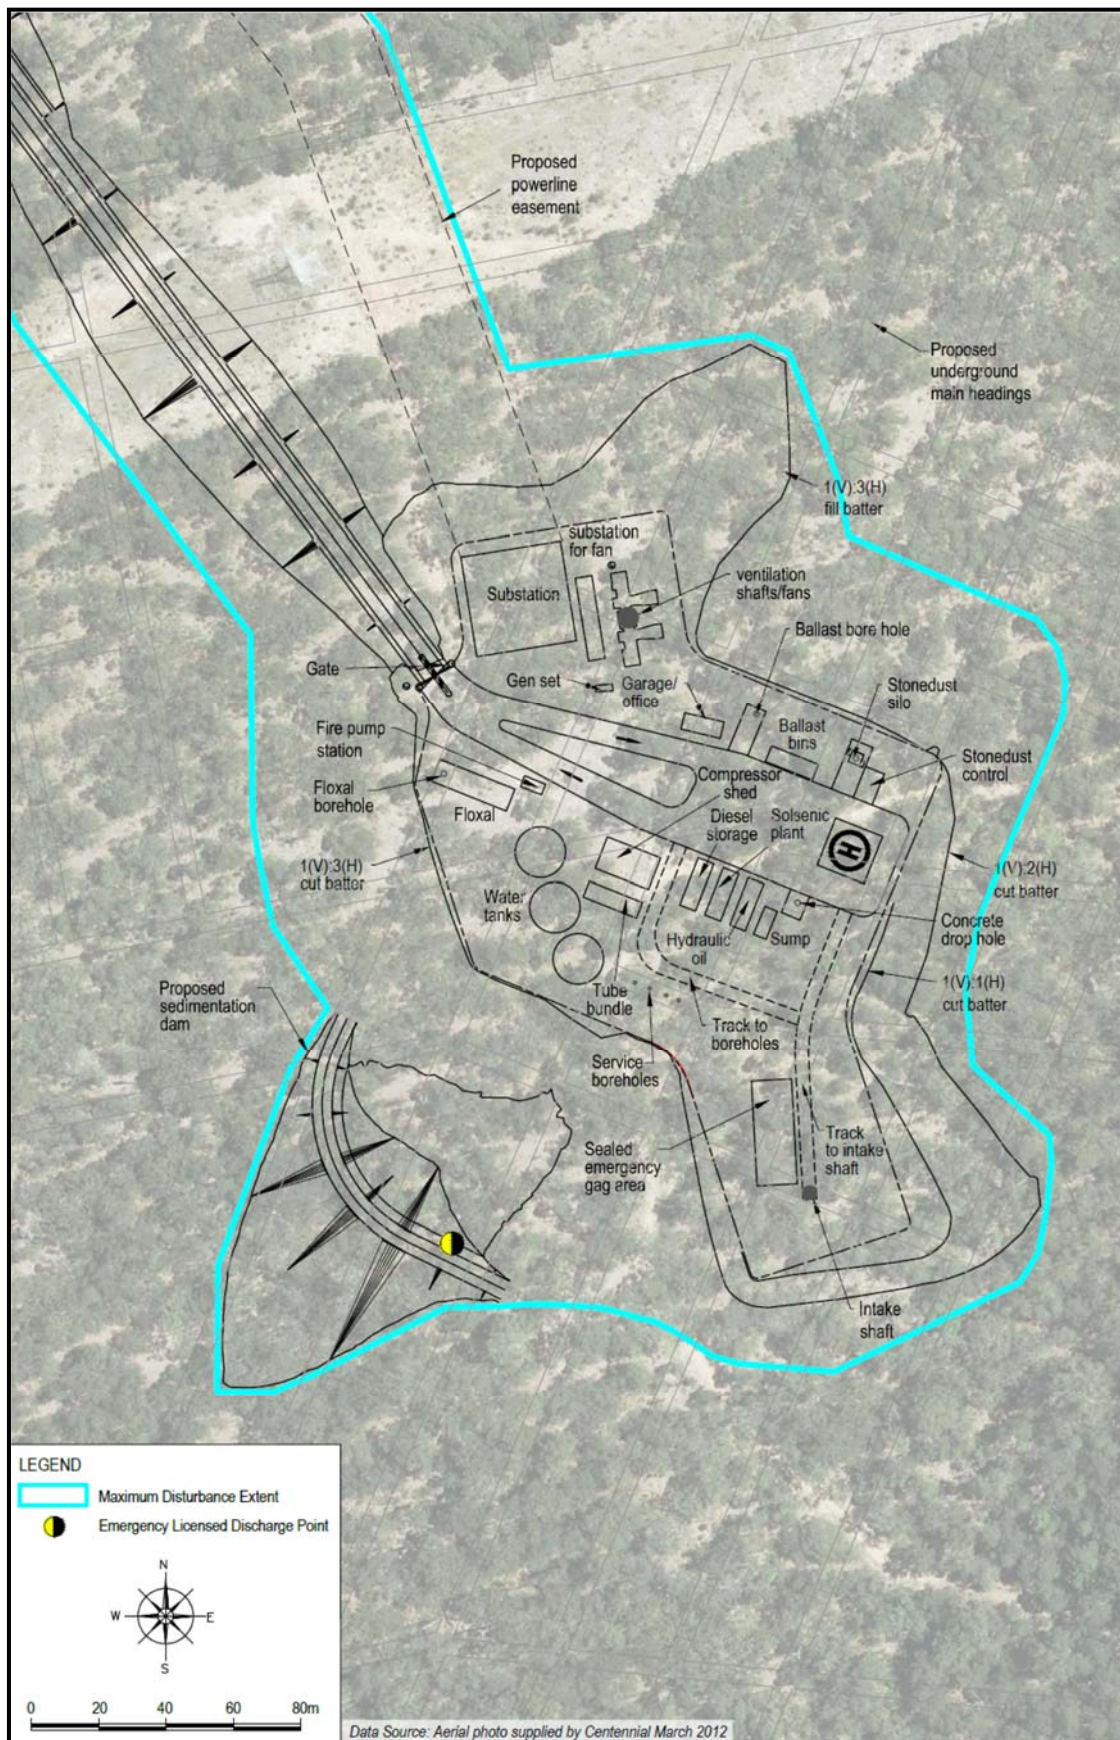 Proposed
powerline
easement
Proposed
underground
main headings
1(V):3(H)
fill batter
substation
for fan
Substation
ventilation
shafts/fans
Ballast bore hole
Gate
Gen set
Garage/
office
Stonedust
silo
Fire pump
station
Ballast
bins
Stonedust
control
Compressor
shed
Floxal
borehole
Floxal
Diesel
storage
Solsenic
plant
H
1(V):3(H)
cut batter
1(V):2(H)
cut batter
Water
tanks
Concrete
drop hole
Hydraulic
oil
Sump
1(V):1(H)
cut batter
Proposed
sedimentation
dam
Tube
bundle
Track to
boreholes
Service
boreholes
Track
to intake
shaft
Sealed
emergency
gag area
Intake
shaft
LEGEND
Maximum Disturbance Extent
Emergency Licensed Discharge Point
N
W E
S
0 20 40 60 80m
Data Source: Aerial photo supplied by Centennial March 2012